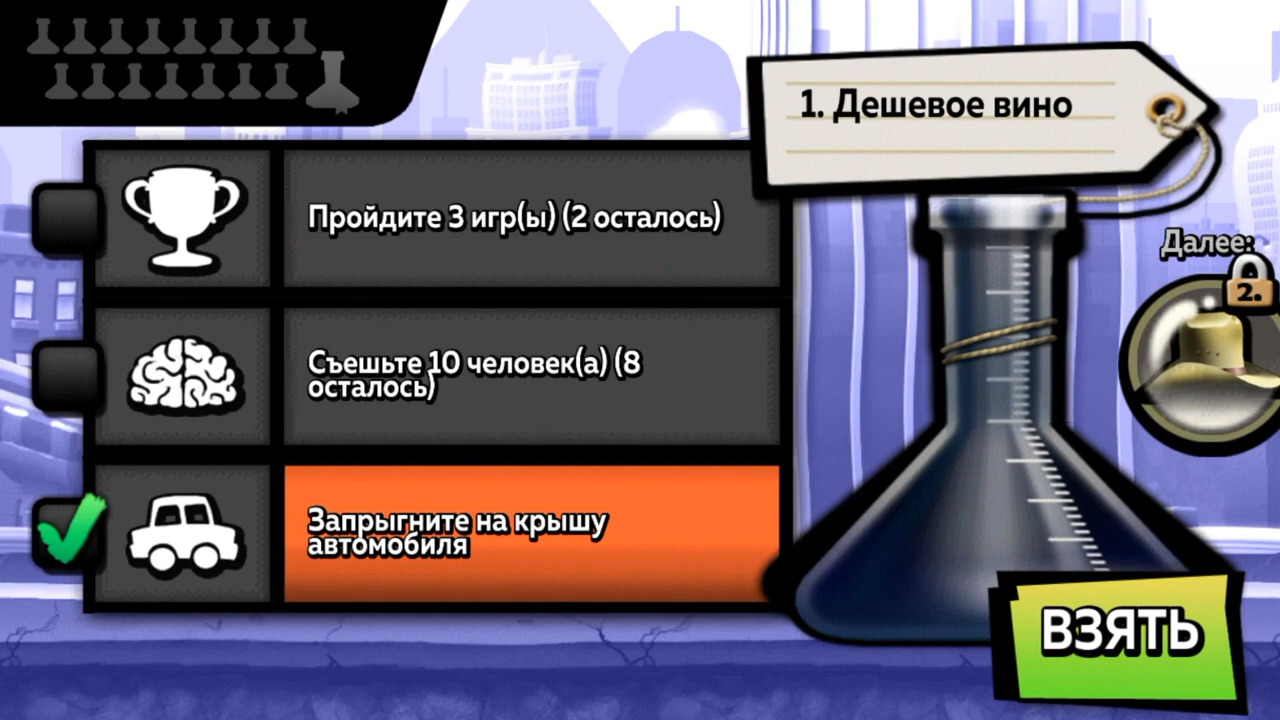 1. Дешевое вино
Пройдите 3 игр(ы) (2 осталось)
Далее:
2.
Съешьте 10 человек(а) (8
осталось)
Запрыгните на крышу
автомобиля
ВЗЯТЬ